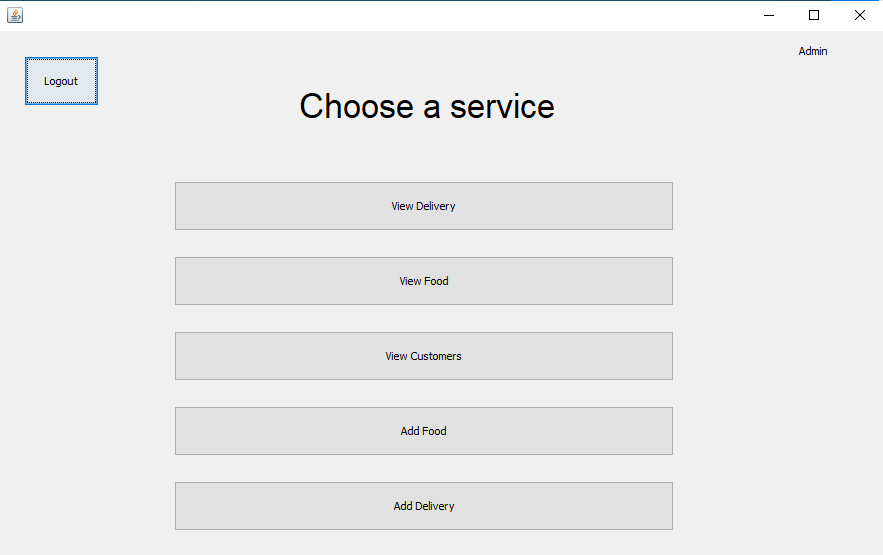 Admin
Logout
Choose a service
View Delivery
View Food
View Customers
Add Food
Add Delivery